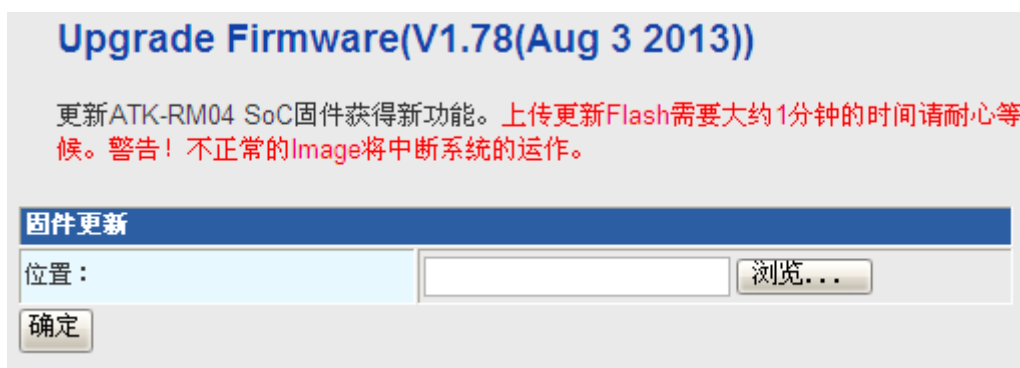 Upgrade Firmware(V1.78(Aug 3 2013))
更新ATK-RM04 SoC固件获得新功能。上传更新Flash需要大约1分钟的时间请耐心等
候。警告！不正常的Image将中断系统的运作。
固件更新
位置：
浏览...
确定